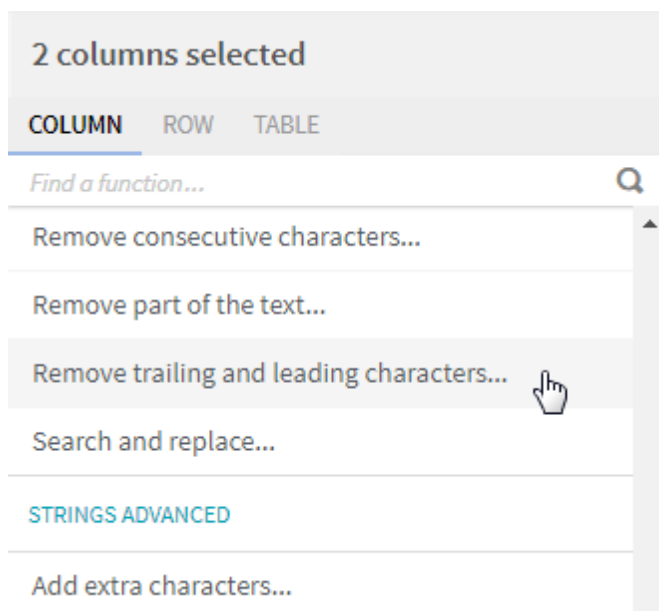 2 columns selected
COLUMN ROW TABLE
Find a function...
Remove consecutive characters...
Remove part of the text...
Remove trailing and leading characters...
Search and replace...
STRINGS ADVANCED
Add extra characters...